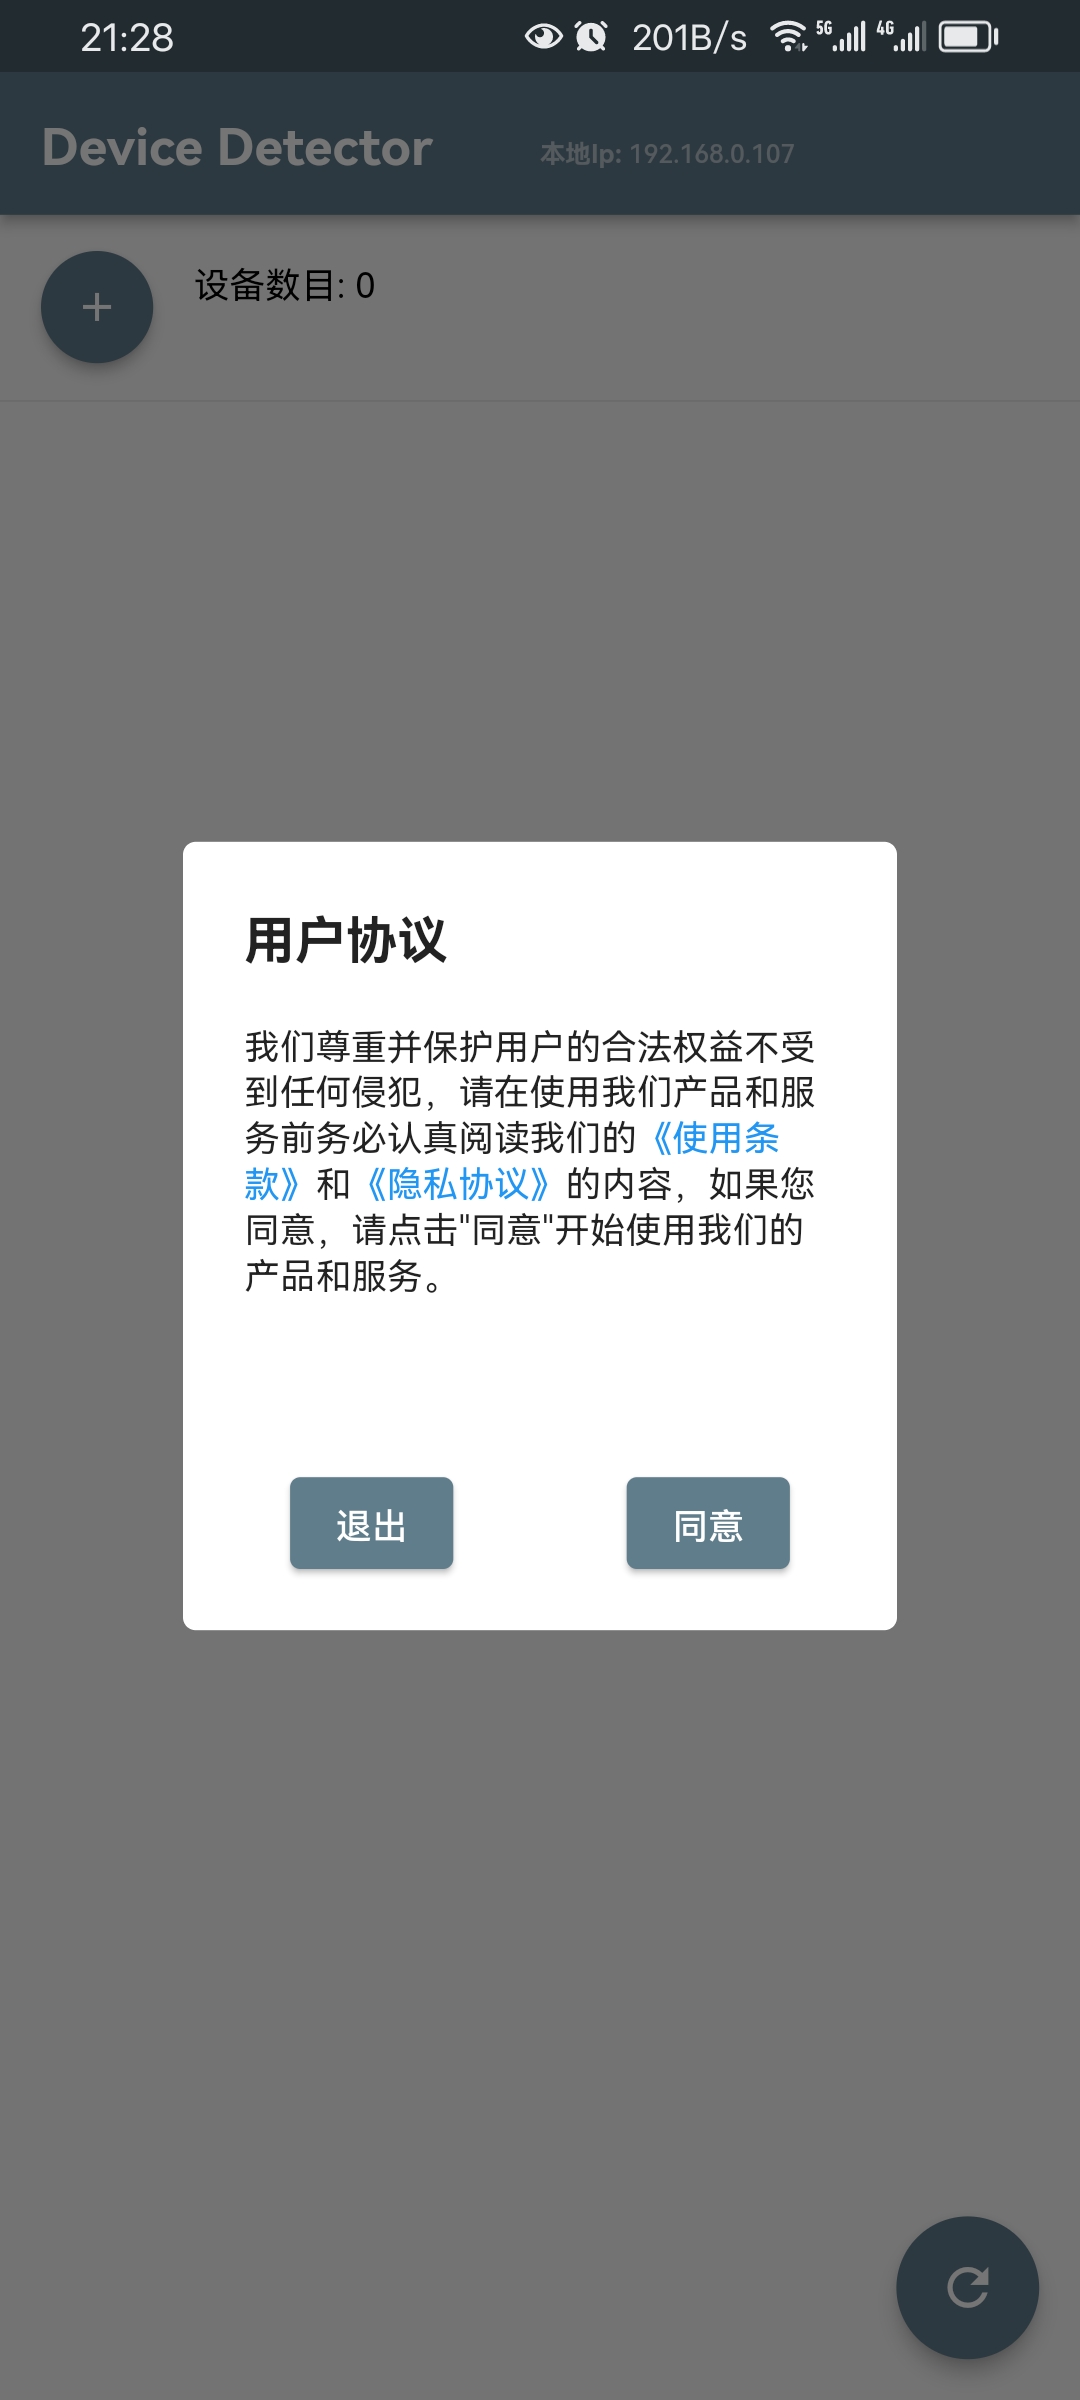 21:28 201B/s 5G 4G
Device Detector 本地Ip: 192.168.0.107
设备数目: 0
用户协议
我们尊重并保护用户的合法权益不受
到任何侵犯，请在使用我们产品和服
务前务必认真阅读我们的《使用条
款》和《隐私协议》的内容，如果您
同意，请点击"同意"开始使用我们的
产品和服务。
退出 同意